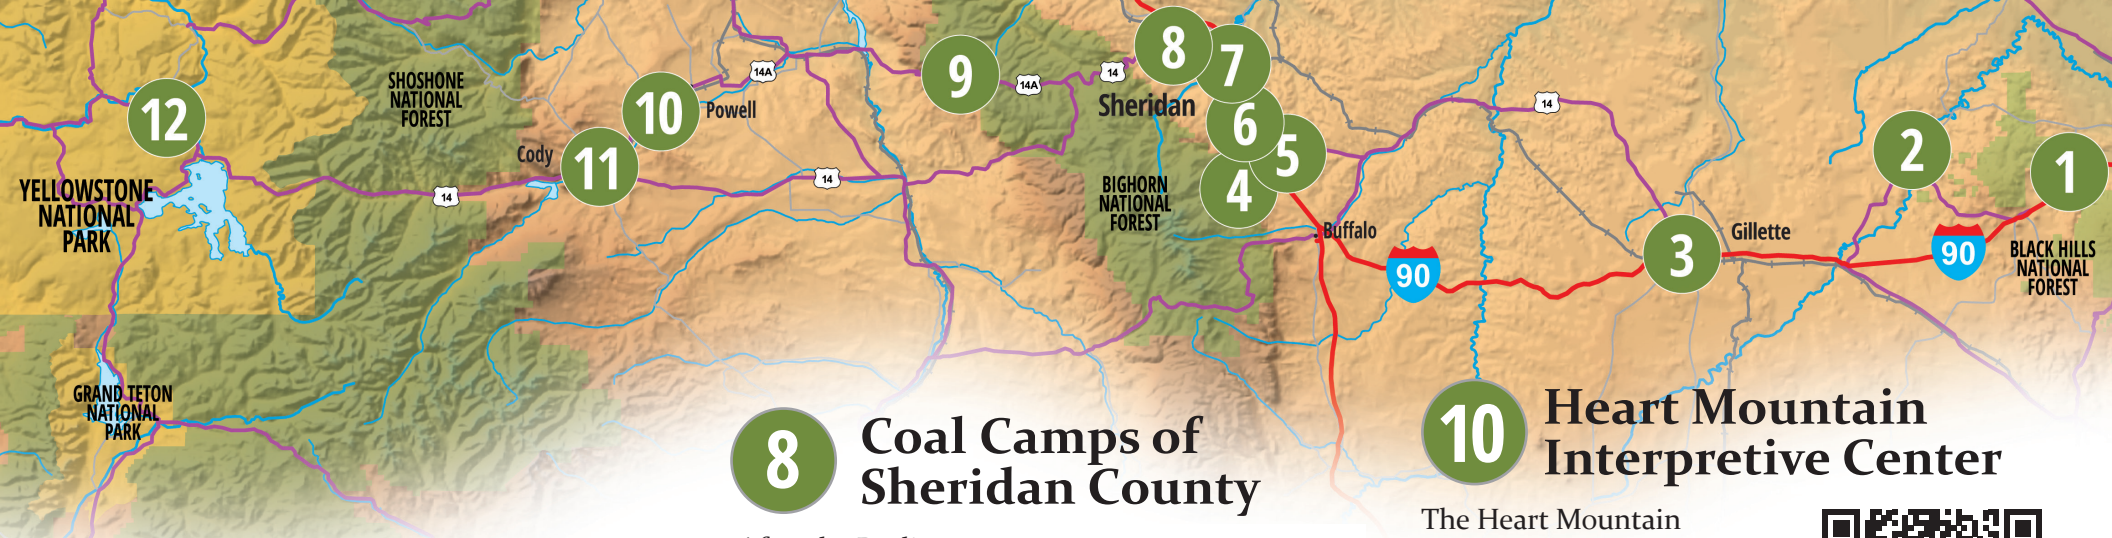 8
7
14A
14
9
14A
SHOSHONE
NATIONAL
FOREST
10
Powell
Sheridan
14
12
6
5
2
1
Cody
11
14
14
4
BIGHORN
NATIONAL
FOREST
YELLOWSTONE
NATIONAL
PARK
Buffalo
3
Gillette
90
90
BLACK HILLS
NATIONAL
FOREST
GRAND TETON
NATIONAL
PARK
8
Coal Camps of
Sheridan County
10
Heart Mountain
Interpretive Center
The Heart Mountain